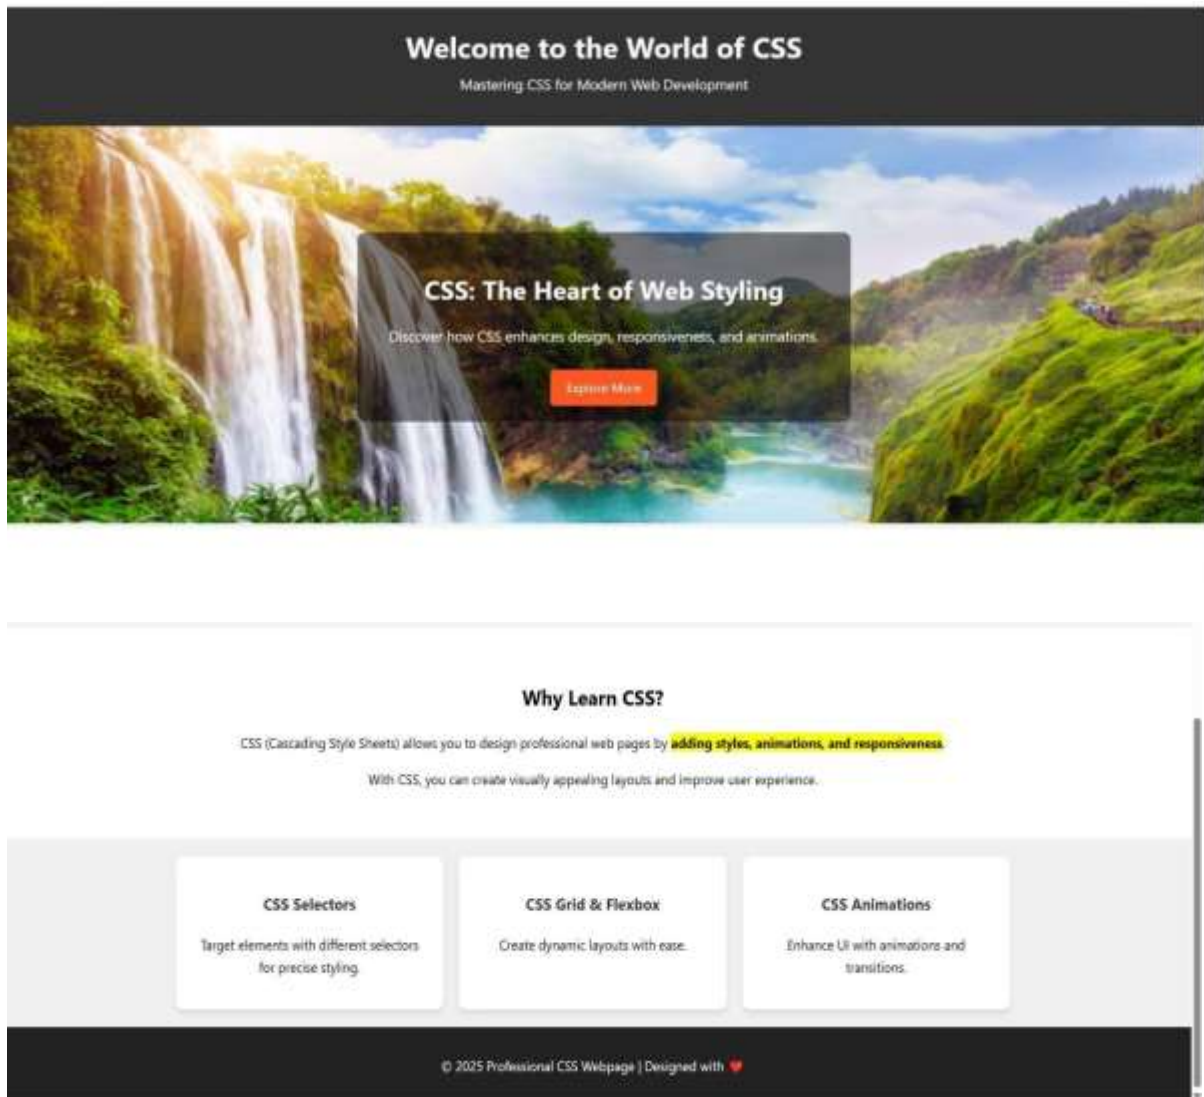 Welcome to the World of CSS
Mastering CSS for Modern Web Development
CSS: The Heart of Web Styling
Discover how CSS enhances design, responsiveness, and animations.
Explore More
Why Learn CSS?
CSS (Cascading Style Sheets) allows you to design professional web pages by adding styles, animations, and responsiveness.
With CSS, you can create visually appealing layouts and improve user experience.
CSS Selectors
Target elements with different selectors
for precise styling.
CSS Grid & Flexbox
Create dynamic layouts with ease.
CSS Animations
Enhance UI with animations and
transitions.
© 2025 Professional CSS Webpage | Designed with ❤️